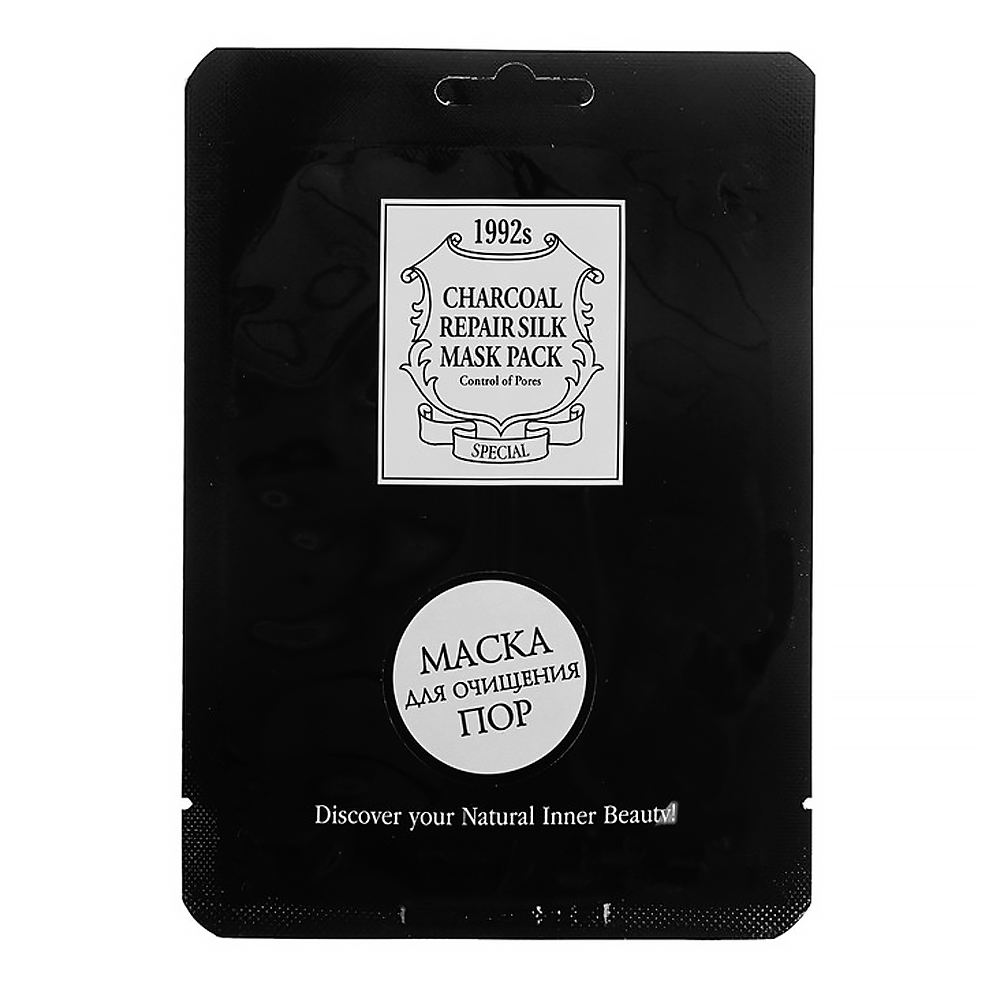 1992s
CHARCOAL
REPAIR SILK
MASK PACK
Control of Pores
SPECIAL
МАСКА
ДЛЯ ОЧИЩЕНИЯ
ПОР
Discover your Natural Inner Beauty!